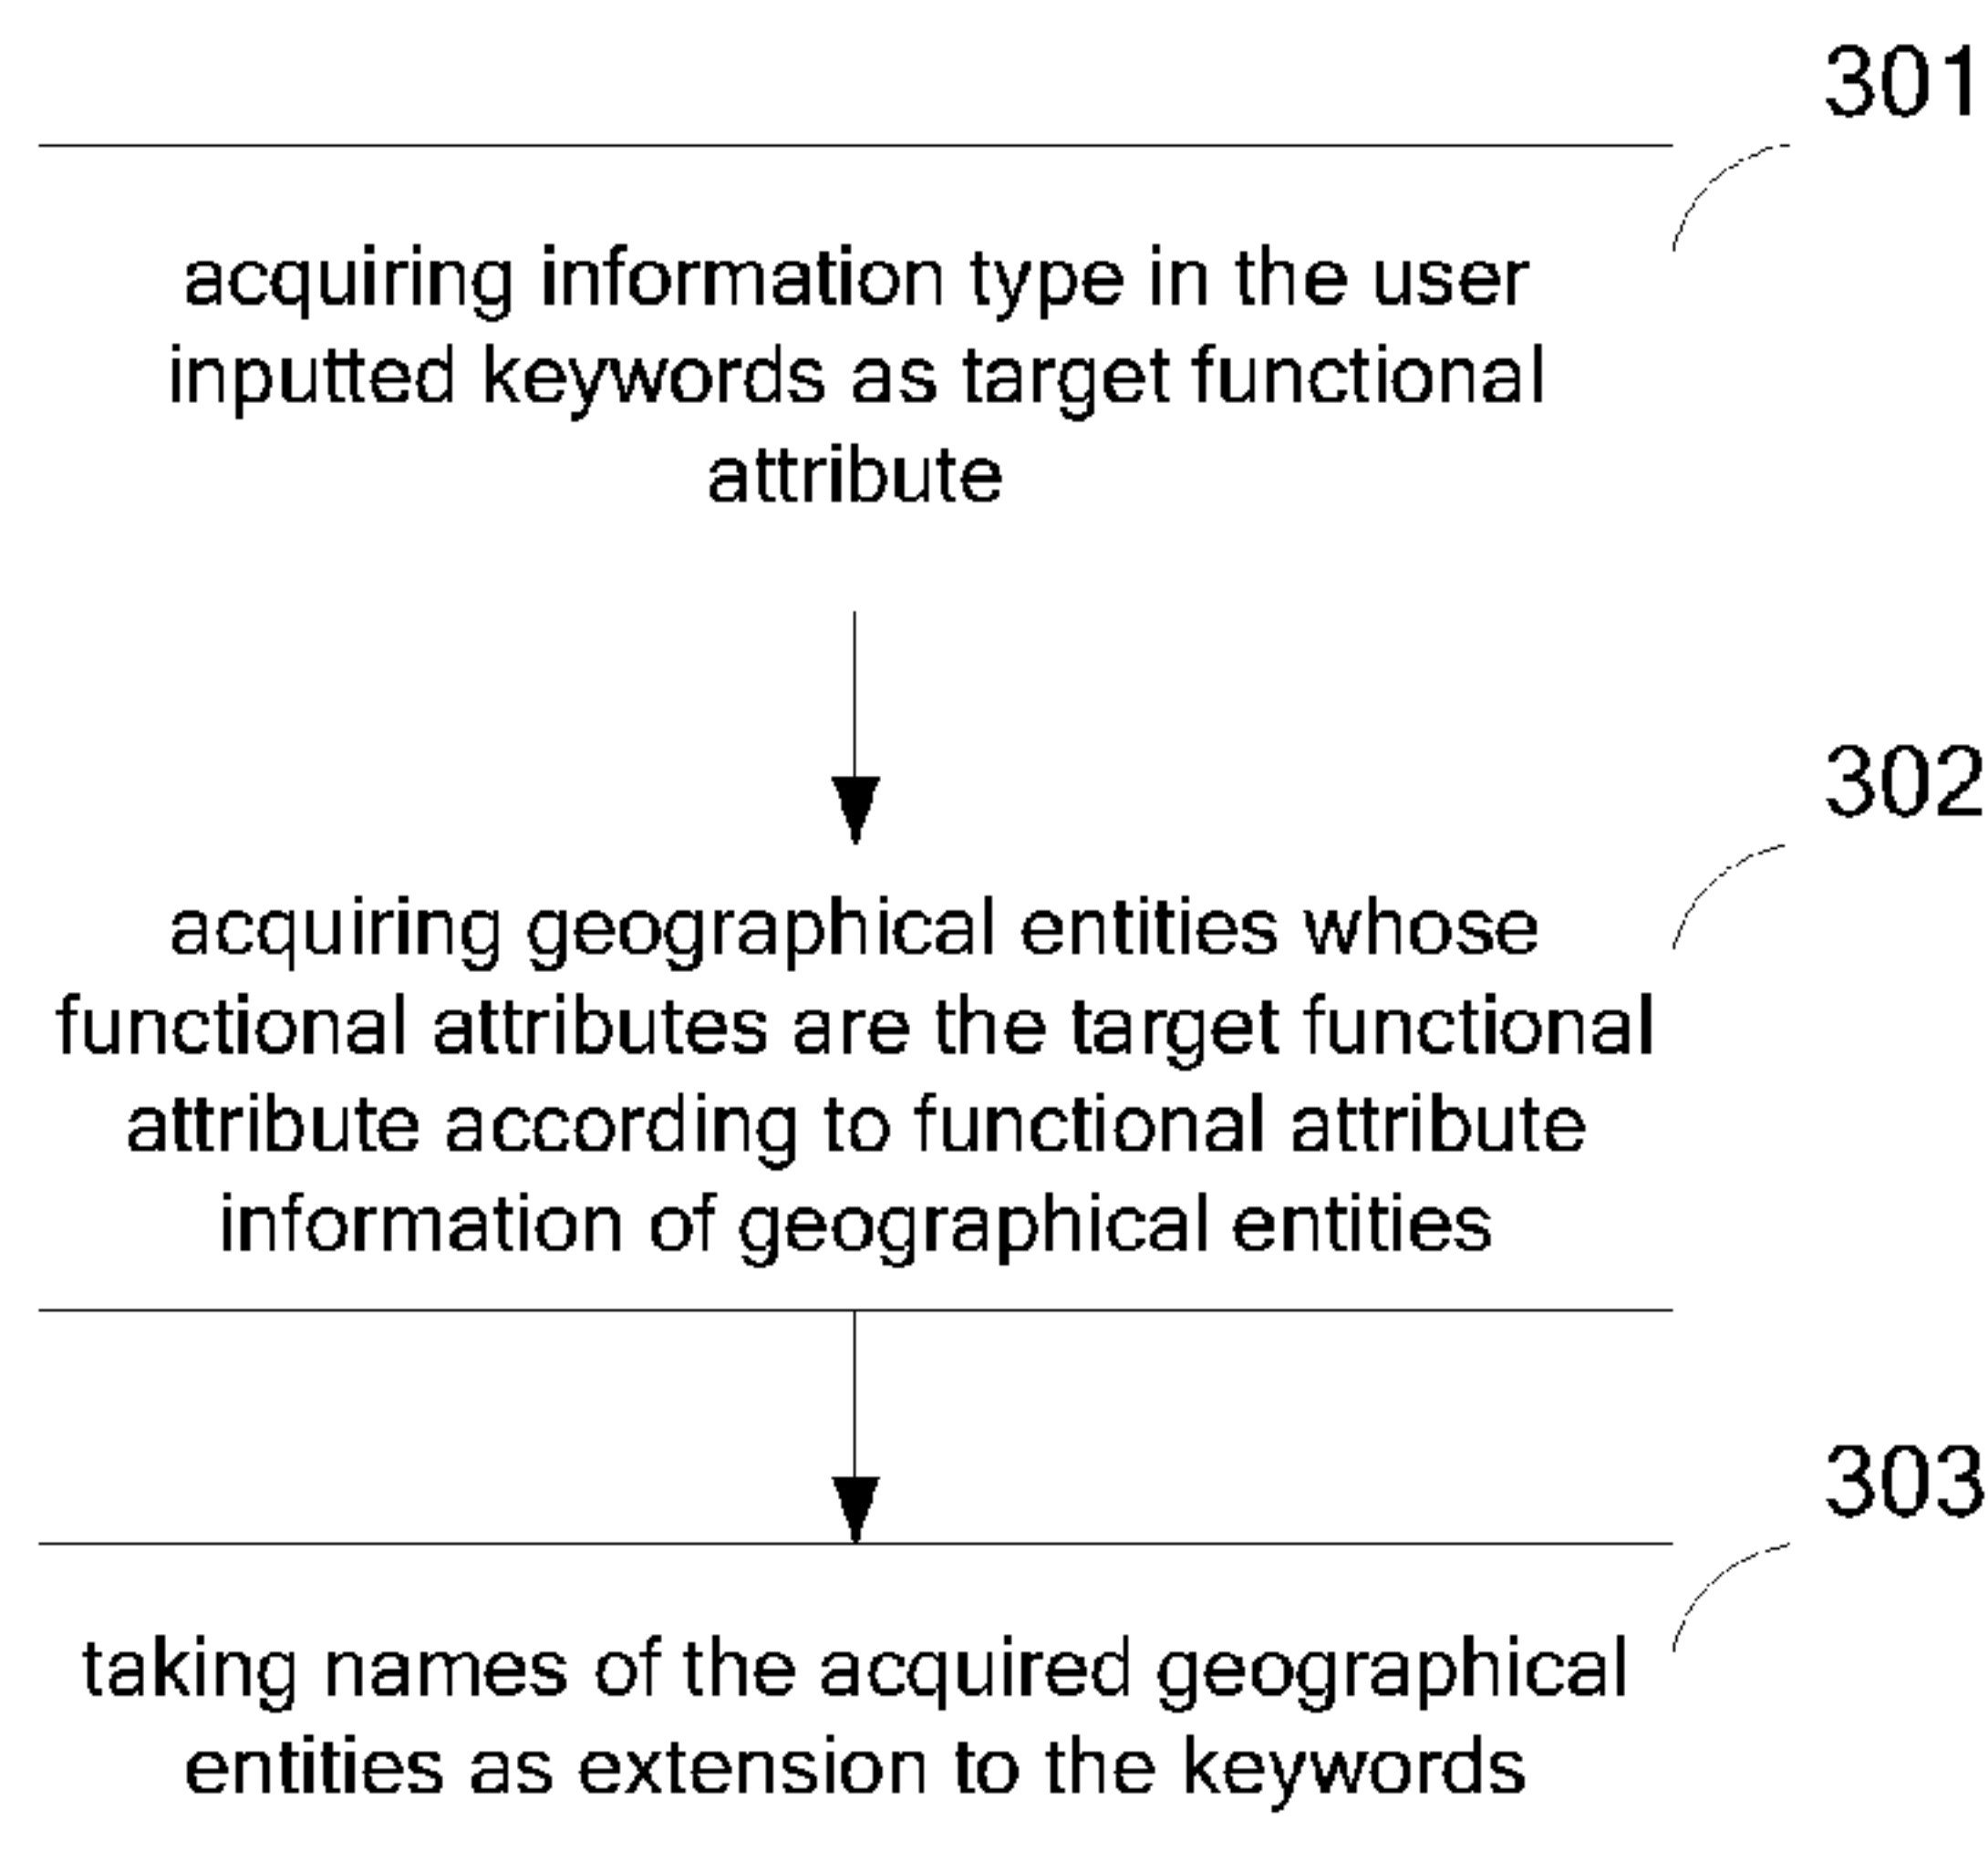 301
acquiring information type in the user
inputted keywords as target functional
attribute
302
acquiring geographical entities whose
functional attributes are the target functional
attribute according to functional attribute
information of geographical entities
303
taking names of the acquired geographical
entities as extension to the keywords